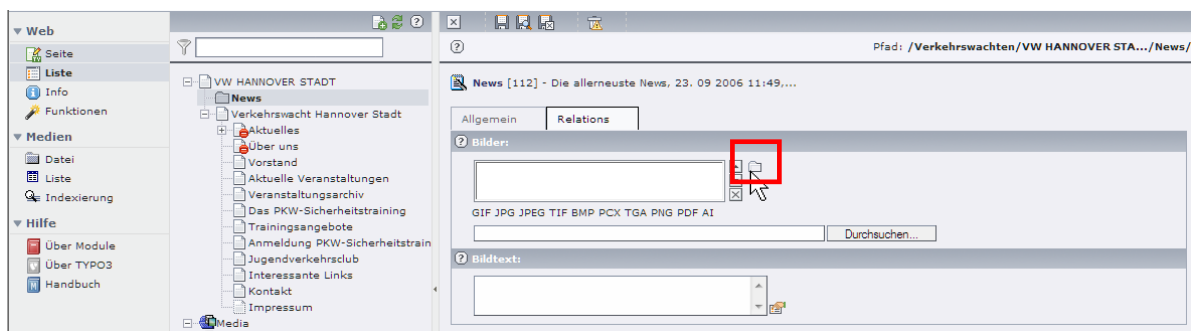 Web
Seite
Liste
Info
Funktionen
Medien
Datei
Liste
Indexierung
Hilfe
Über Module
Über TYPO3
Handbuch
VW HANNOVER STADT
News
Verkehrswacht Hannover Stadt
Aktuelles
Über uns
Vorstand
Aktuelle Veranstaltungen
Veranstaltungsarchiv
Das PKW-Sicherheitstraining
Trainingsangebote
Anmeldung PKW-Sicherheitstrain
Jugendverkehrsclub
Interessante Links
Kontakt
Impressum
Media
Pfad: /Verkehrswachten/VW HANNOVER STA.../News/
News [112] - Die allerneuste News, 23. 09 2006 11:49,...
Allgemein Relations
Bilder:
GIF JPG JPEG TIF BMP PCX TGA PNG PDF AI
Durchsuchen...
Bildtext: